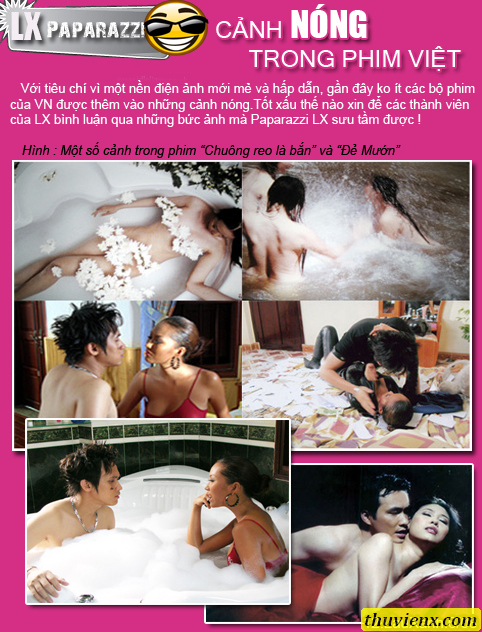 LX PAPARAZZI
CẢNH NÓNG
TRONG PHIM VIỆT
Với tiêu chí vì một nền điện ảnh mới mẻ và hấp dẫn, gần đây ko ít các bộ phim
của VN được thêm vào những cảnh nóng.Tốt xấu thế nào xin để các thành viên
của LX bình luận qua những bức ảnh mà Paparazzi LX sưu tầm được !
Hình : Một số cảnh trong phim “Chuông reo là bắn” và “Đẻ Mướn”
thuvienx.com